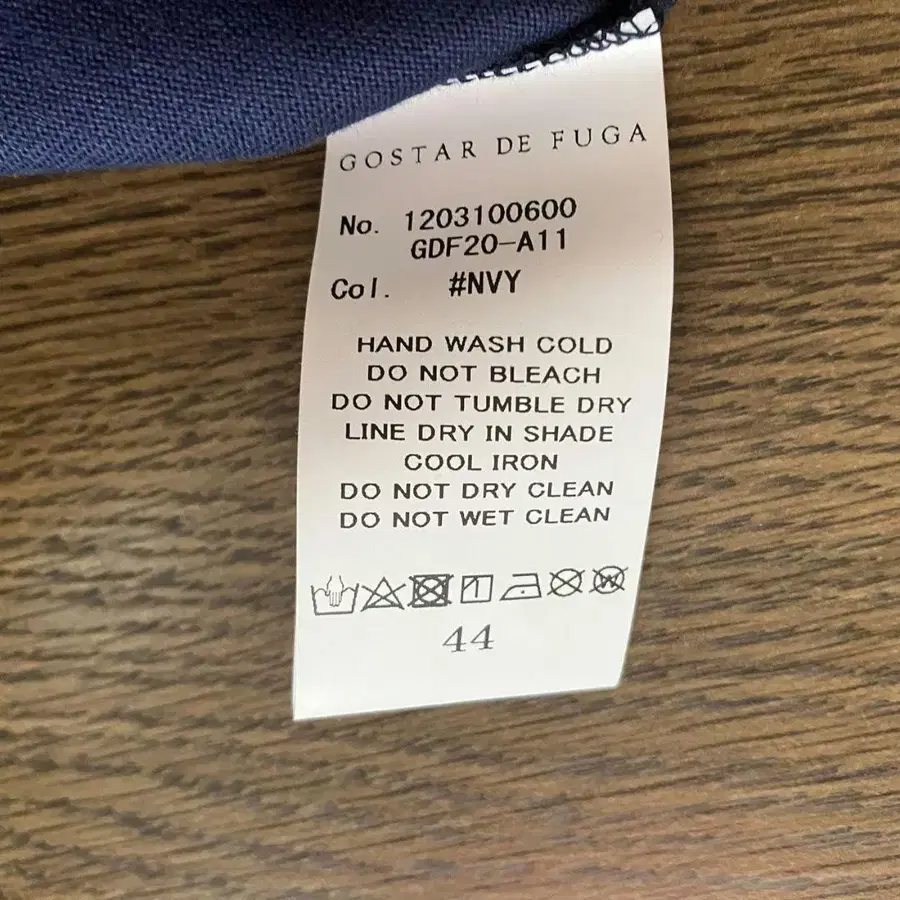 GOSTAR DE FUGA
No. 1203100600
GDF20-A11
Col. #NVY
HAND WASH COLD
DO NOT BLEACH
DO NOT TUMBLE DRY
LINE DRY IN SHADE
COOL IRON
DO NOT DRY CLEAN
DO NOT WET CLEAN
W
44